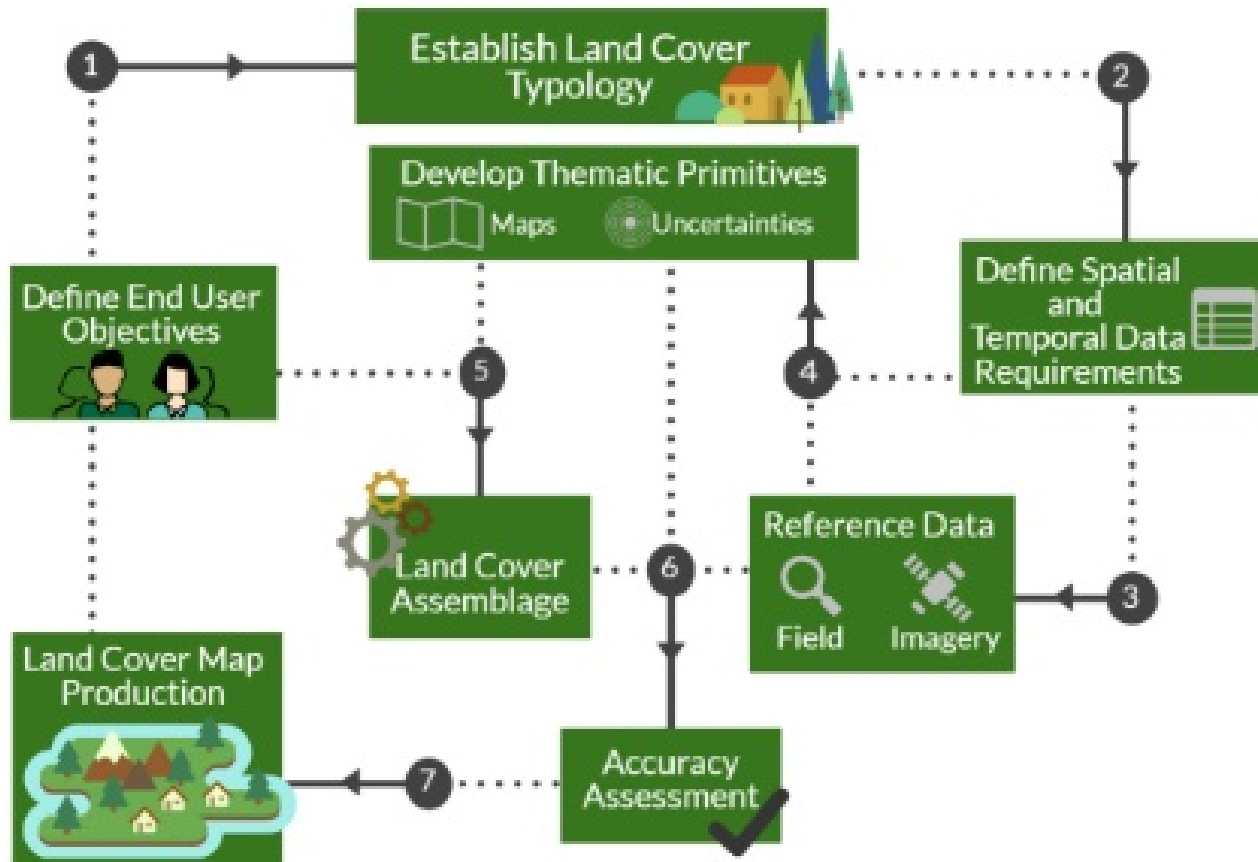 1
Establish Land Cover
Typology
2
Develop Thematic Primitives
Maps
Uncertainties
Define End User
Objectives
Define Spatial
and
Temporal Data
Requirements
5
4
Land Cover
Assemblage
6
Reference Data
Field
Imagery
3
Land Cover Map
Production
7
Accuracy
Assessment